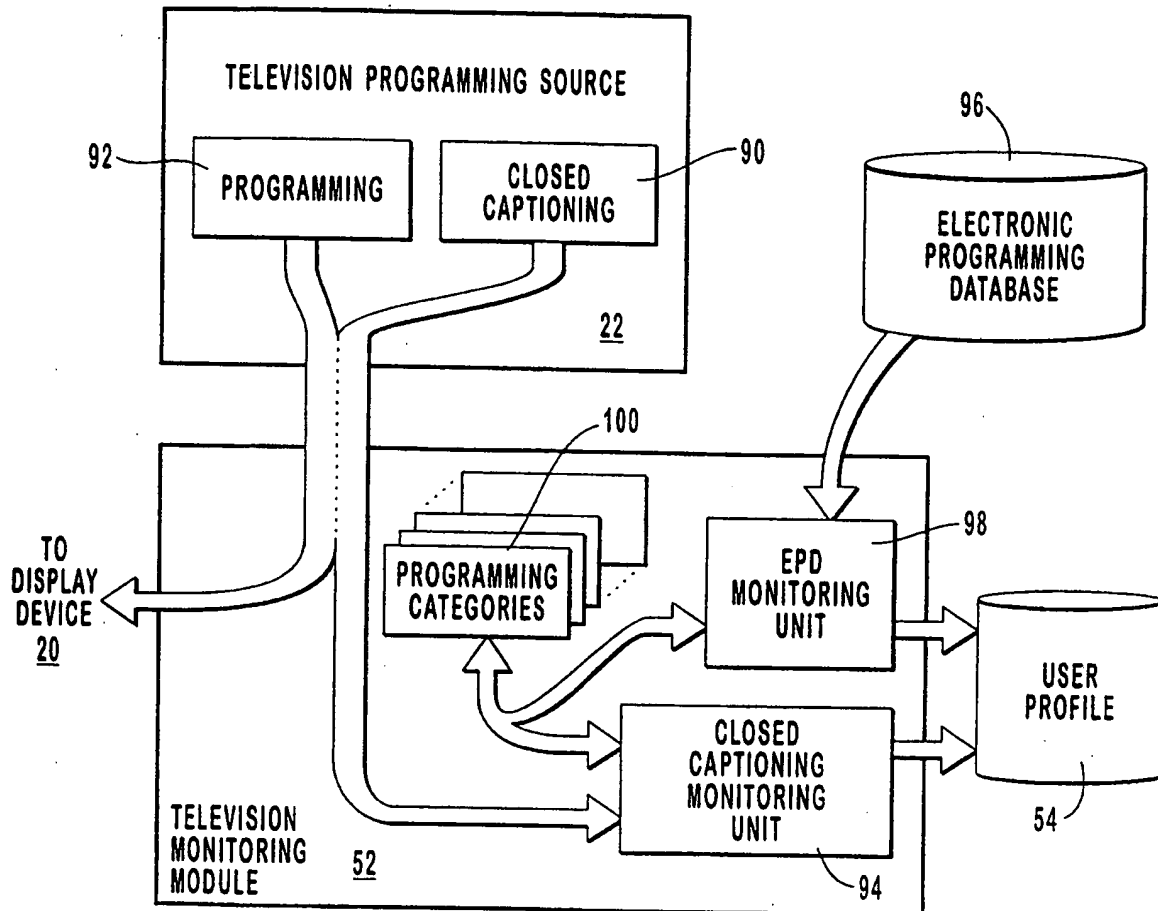 TELEVISION PROGRAMMING SOURCE
92
PROGRAMMING
90
CLOSED
CAPTIONING
22
96
ELECTRONIC
PROGRAMMING
DATABASE
100
PROGRAMMING
CATEGORIES
98
EPD
MONITORING
UNIT
TO
DISPLAY
DEVICE
20
USER
PROFILE
54
CLOSED
CAPTIONING
MONITORING
UNIT
94
TELEVISION
MONITORING
MODULE
52